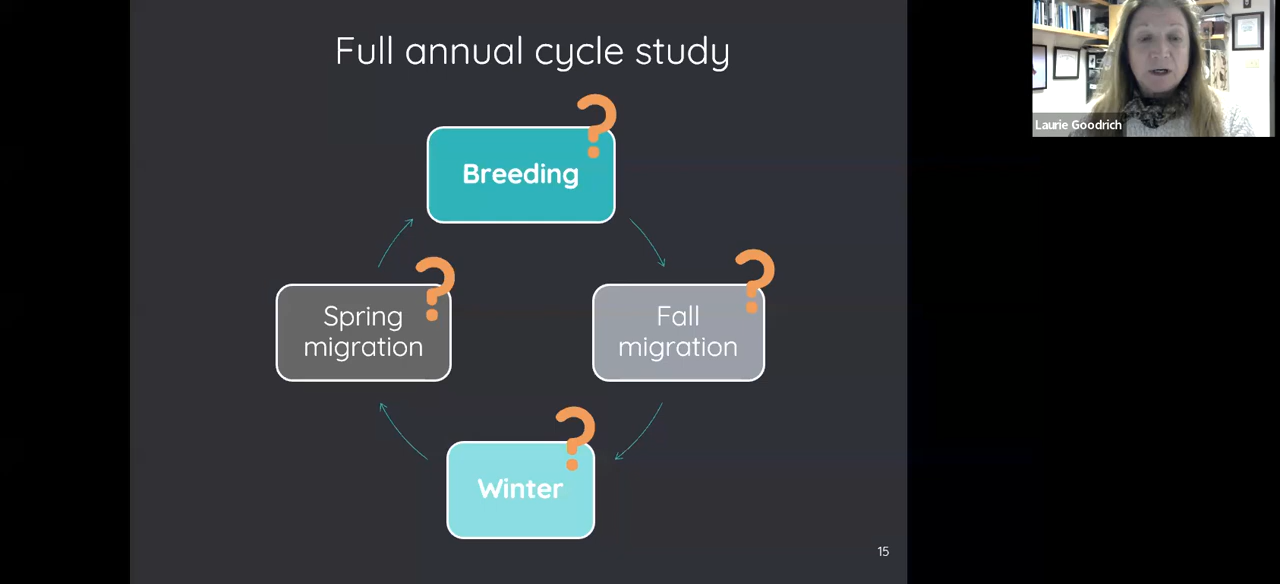 Full annual cycle study
?
Breeding
?
Spring
migration
?
Fall
migration
?
Winter
15
Laurie Goodrich